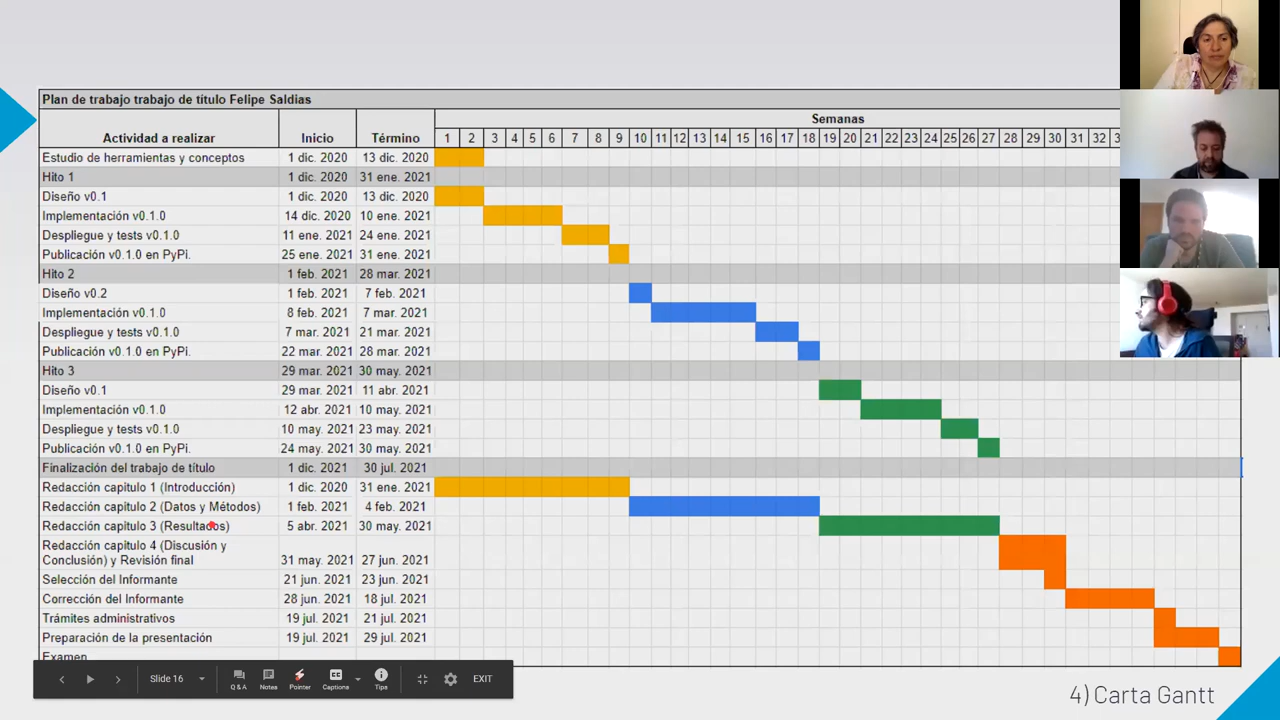 Plan de trabajo trabajo de título Felipe Saldias
Semanas
Actividad a realizar Inicio Término 1 2 3 4 5 6 7 8 9 10 11 12 13 14 15 16 17 18 19 20 21 22 23 24 25 26 27 28 29 30 31 32
Estudio de herramientas y conceptos 1 dic. 2020 13 dic. 2020
Hito 1 1 dic. 2020 31 ene. 2021
Diseño v0.1 1 dic. 2020 13 dic. 2020
Implementación v0.1.0 14 dic. 2020 10 ene. 2021
Despliegue y tests v0.1.0 11 ene. 2021 24 ene. 2021
Publicación v0.1.0 en PyPi. 25 ene. 2021 31 ene. 2021
Hito 2 1 feb. 2021 28 mar. 2021
Diseño v0.2 1 feb. 2021 7 feb. 2021
Implementación v0.1.0 8 feb. 2021 7 mar. 2021
Despliegue y tests v0.1.0 7 mar. 2021 21 mar. 2021
Publicación v0.1.0 en PyPi. 22 mar. 2021 28 mar. 2021
Hito 3 29 mar. 2021 30 may. 2021
Diseño v0.1 29 mar. 2021 11 abr. 2021
Implementación v0.1.0 12 abr. 2021 10 may. 2021
Despliegue y tests v0.1.0 10 may. 2021 23 may. 2021
Publicación v0.1.0 en PyPi. 24 may. 2021 30 may. 2021
Finalización del trabajo de título 1 dic. 2021 30 jul. 2021
Redacción capitulo 1 (Introducción) 1 dic. 2020 31 ene. 2021
Redacción capitulo 2 (Datos y Métodos) 1 feb. 2021 4 feb. 2021
Redacción capitulo 3 (Resultados) 5 abr. 2021 30 may. 2021
Redacción capitulo 4 (Discusión y
Conclusión) y Revisión final 31 may. 2021 27 jun. 2021
Selección del Informante 21 jun. 2021 23 jun. 2021
Corrección del Informante 28 jun. 2021 18 jul. 2021
Trámites administrativos 19 jul. 2021 21 jul. 2021
Preparación de la presentación 19 jul. 2021 29 jul. 2021
Examen
Slide 16 Q & A Notes Pointer Captions Tips EXIT
4) Carta Gantt